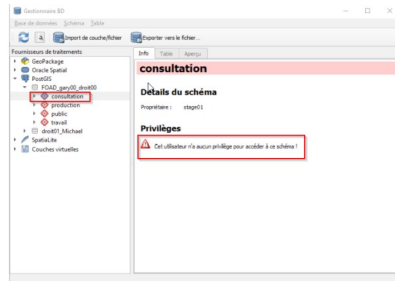 Gestionnaire BD
Base de données Schéma Table
Import de couche/fichier Exporter vers le fichier...
Fournisseurs de traitements
GeoPackage
Oracle Spatial
PostGIS
FOAD_gary00_droit00
consultation
production
public
travail
droit01_Michael
SpatiaLite
Couches virtuelles
Info Table Aperçu
consultation
Détails du schéma
Propriétaire : stage01
Privilèges
Cet utilisateur n'a aucun privilège pour accéder à ce schéma !